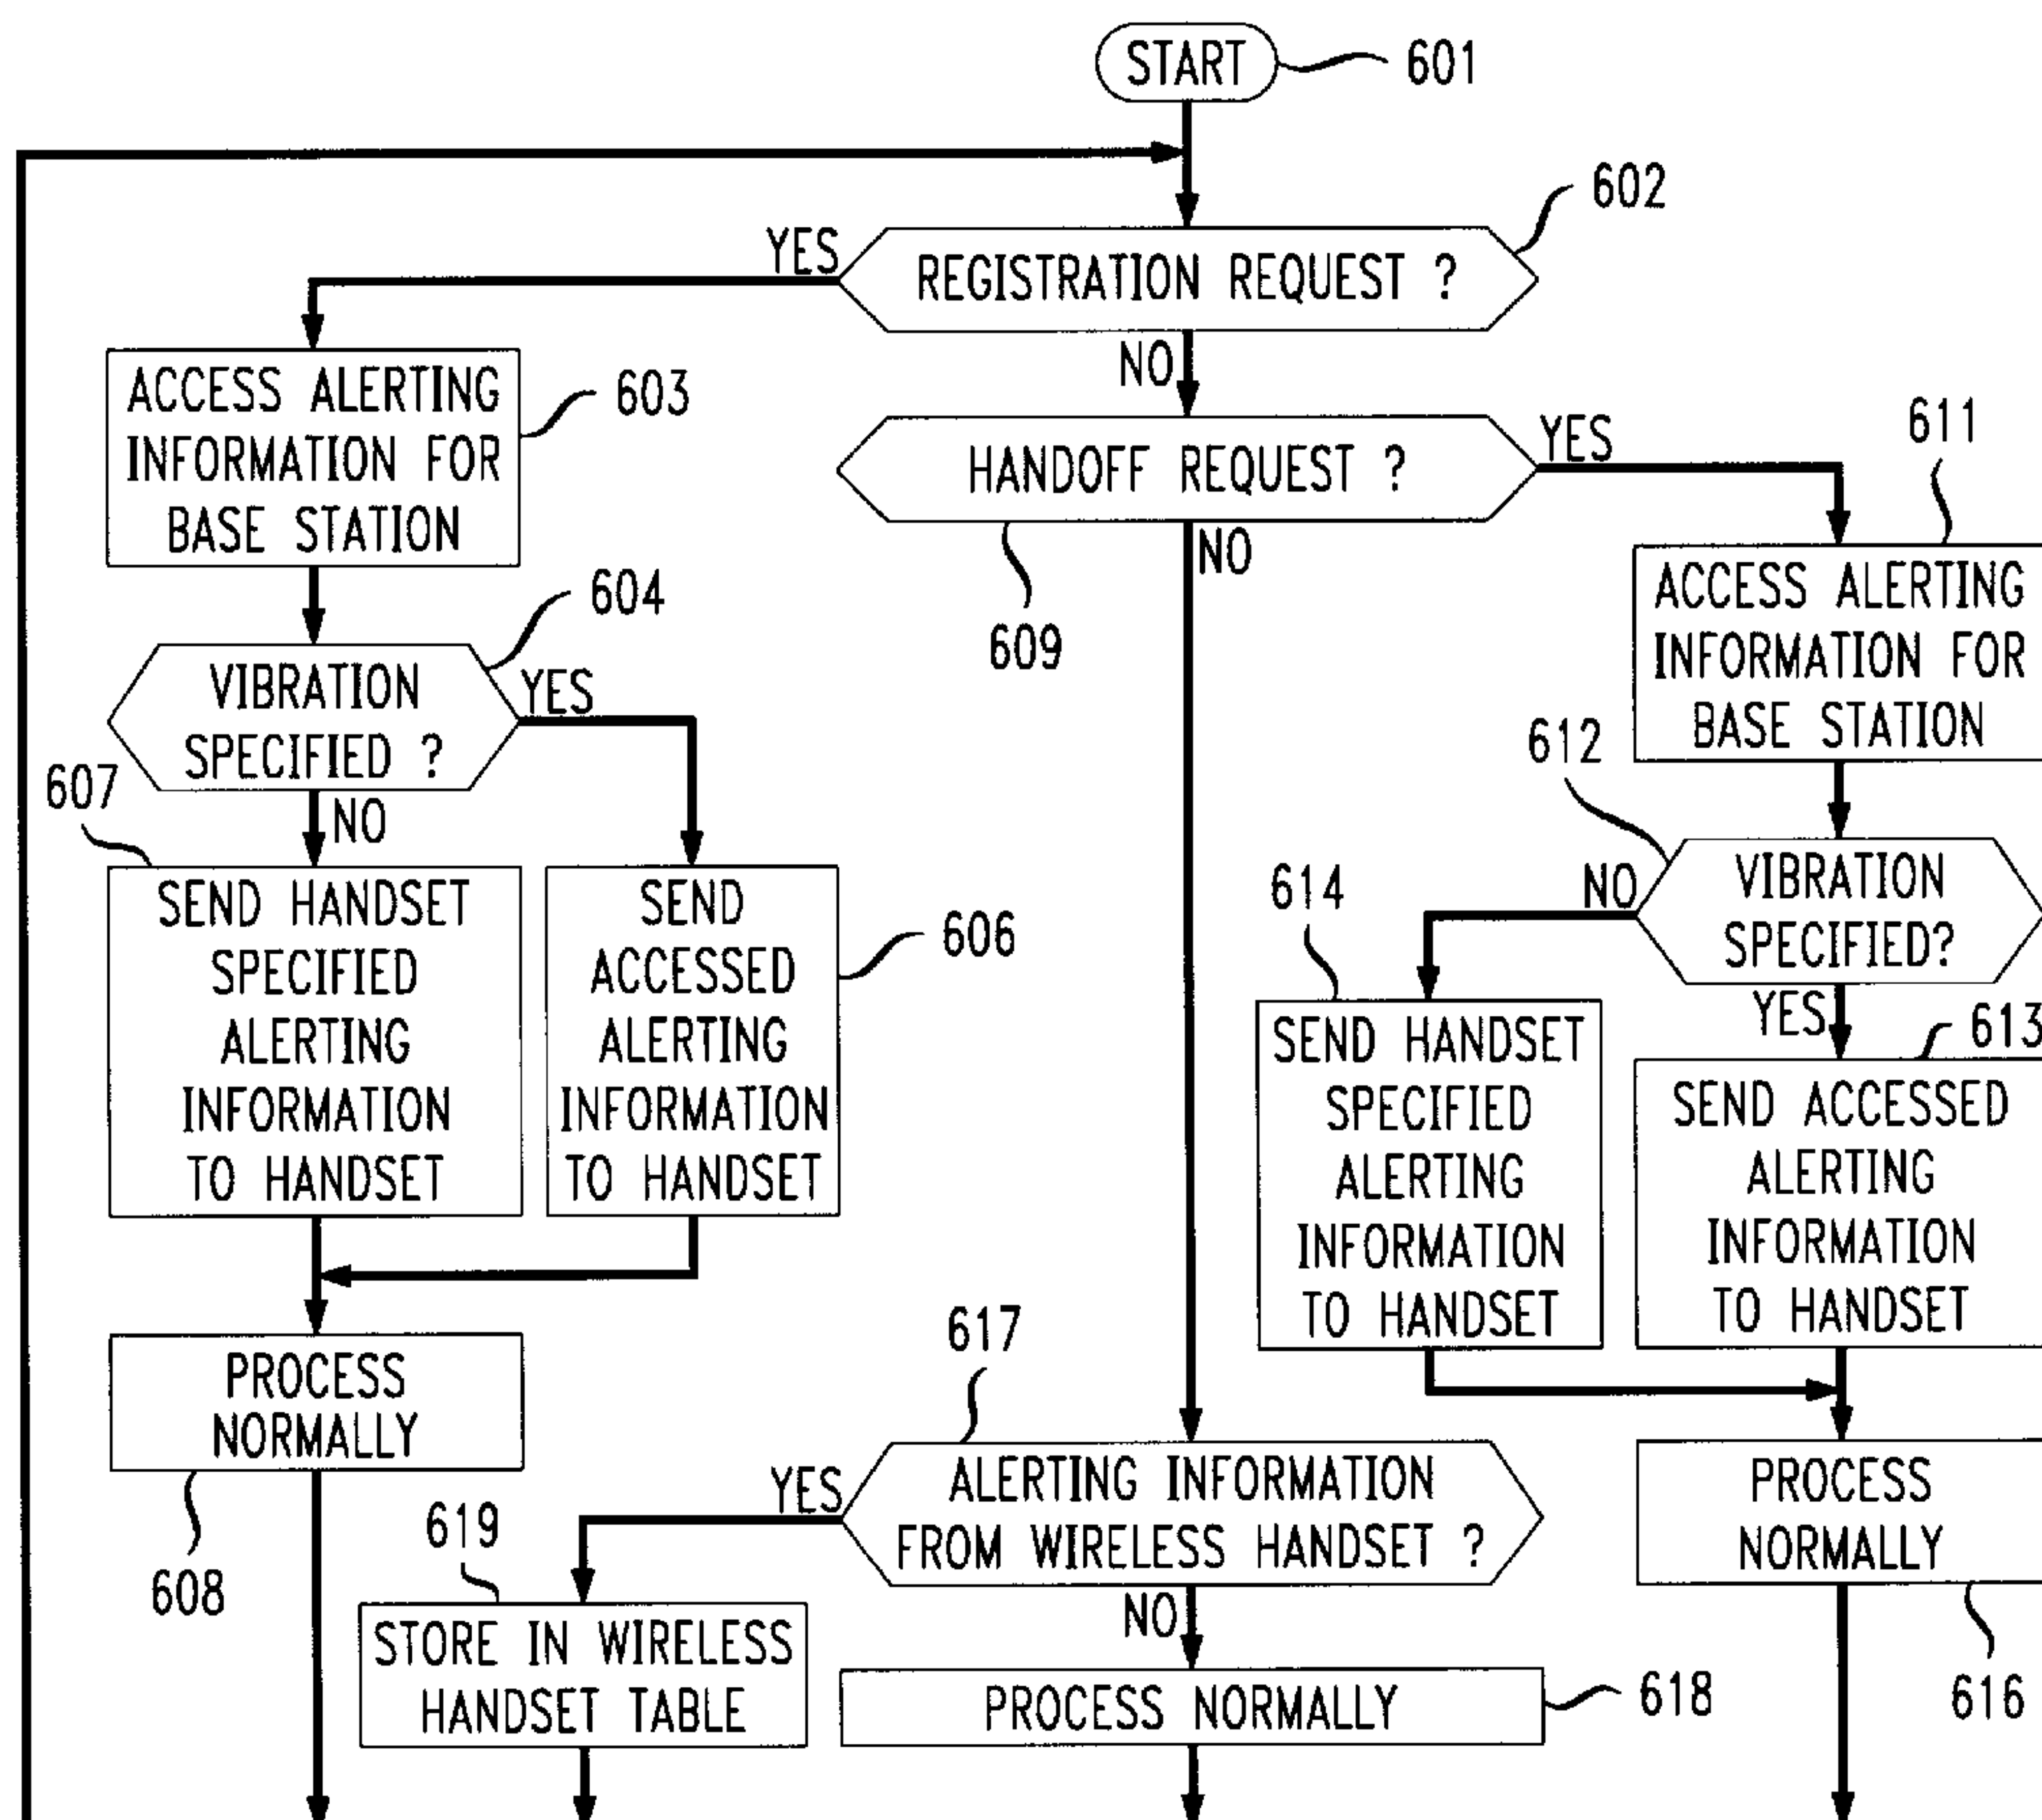 START
601
602
YES
REGISTRATION REQUEST ?
NO
ACCESS ALERTING
INFORMATION FOR
BASE STATION
603
HANDOFF REQUEST ?
YES
NO
609
611
ACCESS ALERTING
INFORMATION FOR
BASE STATION
604
VIBRATION
SPECIFIED ?
YES
NO
607
SEND HANDSET
SPECIFIED
ALERTING
INFORMATION
TO HANDSET
SEND
ACCESSED
ALERTING
INFORMATION
TO HANDSET
606
612
VIBRATION
SPECIFIED?
NO
YES
614
SEND HANDSET
SPECIFIED
ALERTING
INFORMATION
TO HANDSET
613
SEND ACCESSED
ALERTING
INFORMATION
TO HANDSET
PROCESS
NORMALLY
608
617
ALERTING INFORMATION
FROM WIRELESS HANDSET ?
YES
NO
619
STORE IN WIRELESS
HANDSET TABLE
PROCESS NORMALLY
618
PROCESS
NORMALLY
616